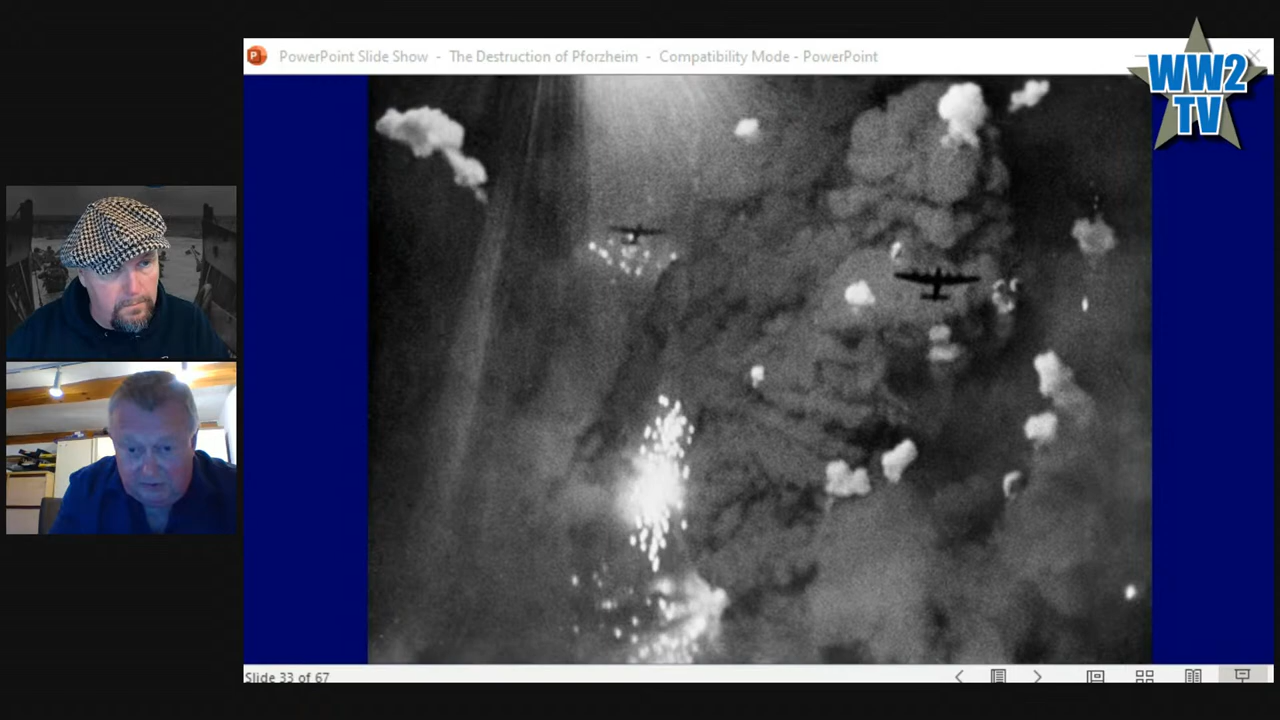 PowerPoint Slide Show - The Destruction of Pforzheim - Compatibility Mode - PowerPoint
WW2
TV
Slide 33 of 67